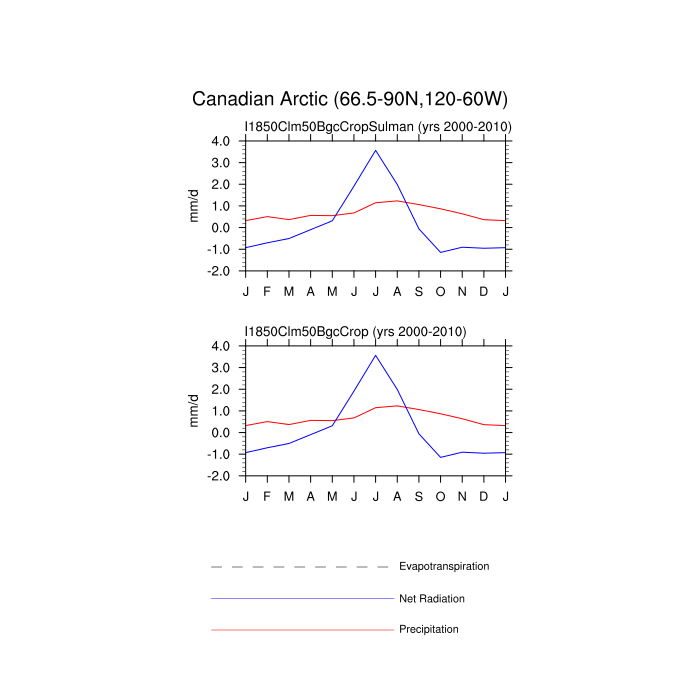 Canadian Arctic (66.5-90N,120-60W)
I1850Clm50BgcCropSulman (yrs 2000-2010)
4.0
3.0
2.0
1.0
0.0
-1.0
-2.0
mm/d
J F M A M J J A S O N D J
I1850Clm50BgcCrop (yrs 2000-2010)
4.0
3.0
2.0
1.0
0.0
-1.0
-2.0
mm/d
J F M A M J J A S O N D J
Evapotranspiration
Net Radiation
Precipitation